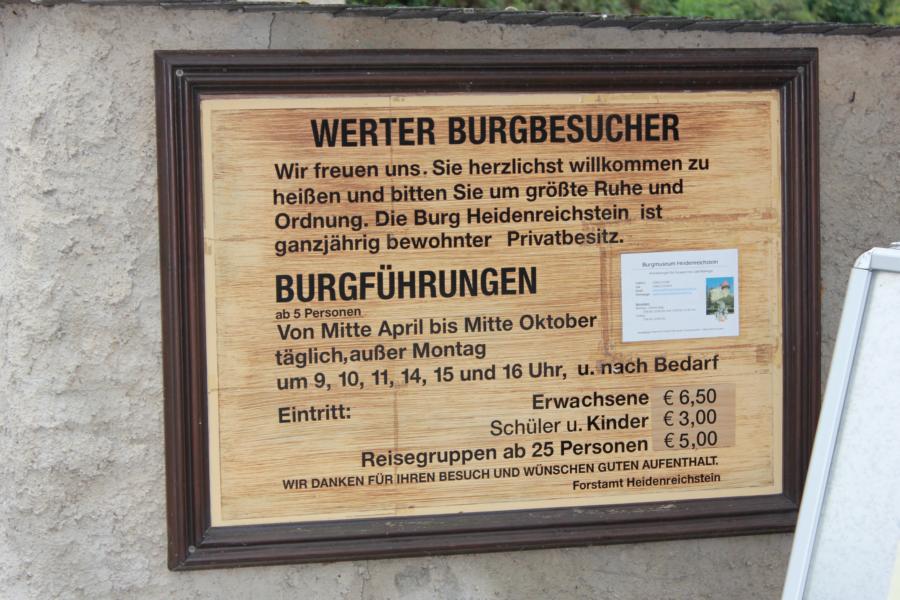 WERTER BURGBESUCHER
Wir freuen uns. Sie herzlichst willkommen zu
heißen und bitten Sie um größte Ruhe und
Ordnung. Die Burg Heidenreichstein ist
ganzjährig bewohnter Privatbesitz.
Burgmuseum Heidenreichstein
BURGFÜHRUNGEN
ab 5 Personen
Von Mitte April bis Mitte Oktober
täglich,außer Montag
um 9, 10, 11, 14, 15 und 16 Uhr, u. nach Bedarf
Eintritt: Erwachsene € 6,50
Schüler u. Kinder € 3,00
Reisegruppen ab 25 Personen € 5,00
WIR DANKEN FÜR IHREN BESUCH UND WÜNSCHEN GUTEN AUFENTHALT.
Forstamt Heidenreichstein